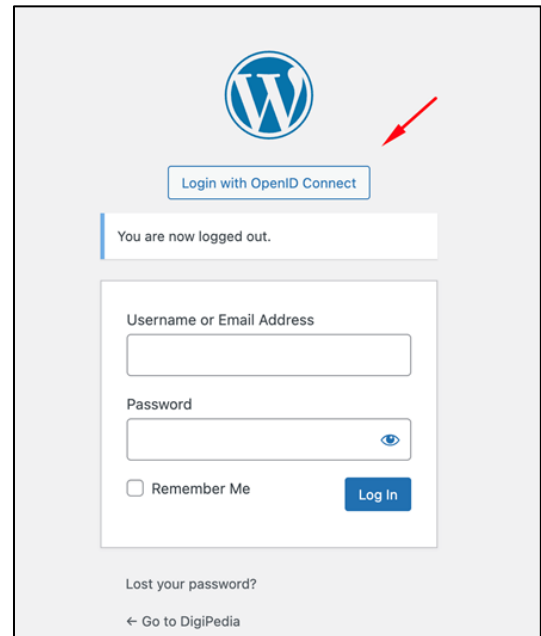 Login with OpenID Connect
You are now logged out.
Username or Email Address
Password
Remember Me
Log In
Lost your password?
← Go to DigiPedia